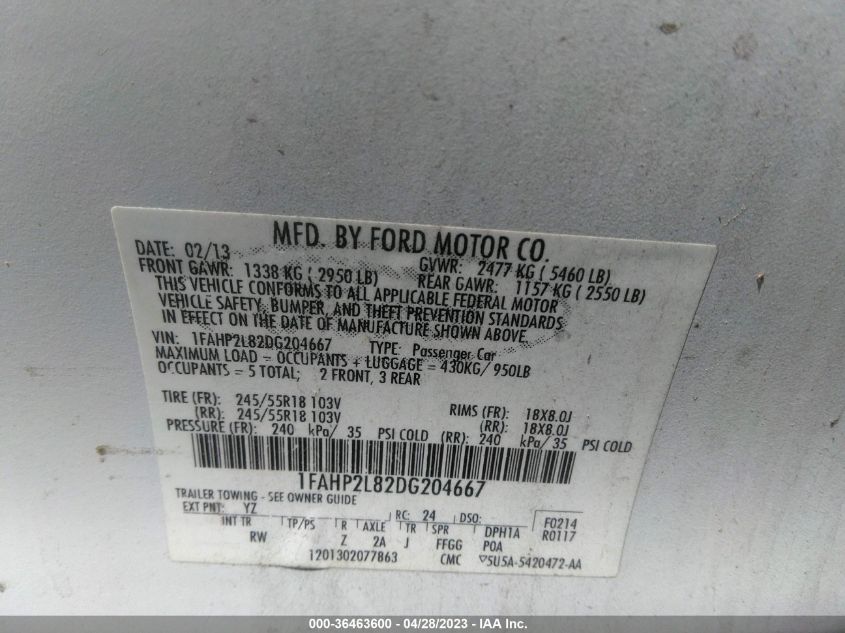 MFD. BY FORD MOTOR CO.
DATE: 02/13 GVWR: 2477 KG ( 5460 LB)
FRONT GAWR: 1338 KG ( 2950 LB) REAR GAWR: 1157 KG ( 2550 LB)
THIS VEHICLE CONFORMS TO ALL APPLICABLE FEDERAL MOTOR
VEHICLE SAFETY, BUMPER, AND THEFT PREVENTION STANDARDS
IN EFFECT ON THE DATE OF MANUFACTURE SHOWN ABOVE.
VIN: 1FAHP2L82DG204667 TYPE: Passenger Car
MAXIMUM LOAD = OCCUPANTS + LUGGAGE = 430KG/ 950LB
OCCUPANTS = 5 TOTAL; 2 FRONT, 3 REAR
TIRE (FR): 245/55R18 103V RIMS (FR): 18X8.0J
(RR): 245/55R18 103V (RR): 18X8.0J
PRESSURE (FR): 240 kPa/ 35 PSI COLD (RR): 240 kPa/ 35 PSI COLD
1FAHP2L82DG204667
TRAILER TOWING - SEE OWNER GUIDE
EXT PNT: YZ RC: 24 DSO: F0214
INT TR TP/PS R AXLE TR SPR DPH1A R0117
RW Z 2A J FFGG POA
1201302077863 CMC ▽5U5A-5420472-AA
000-36463600 - 04/28/2023 - IAA Inc.